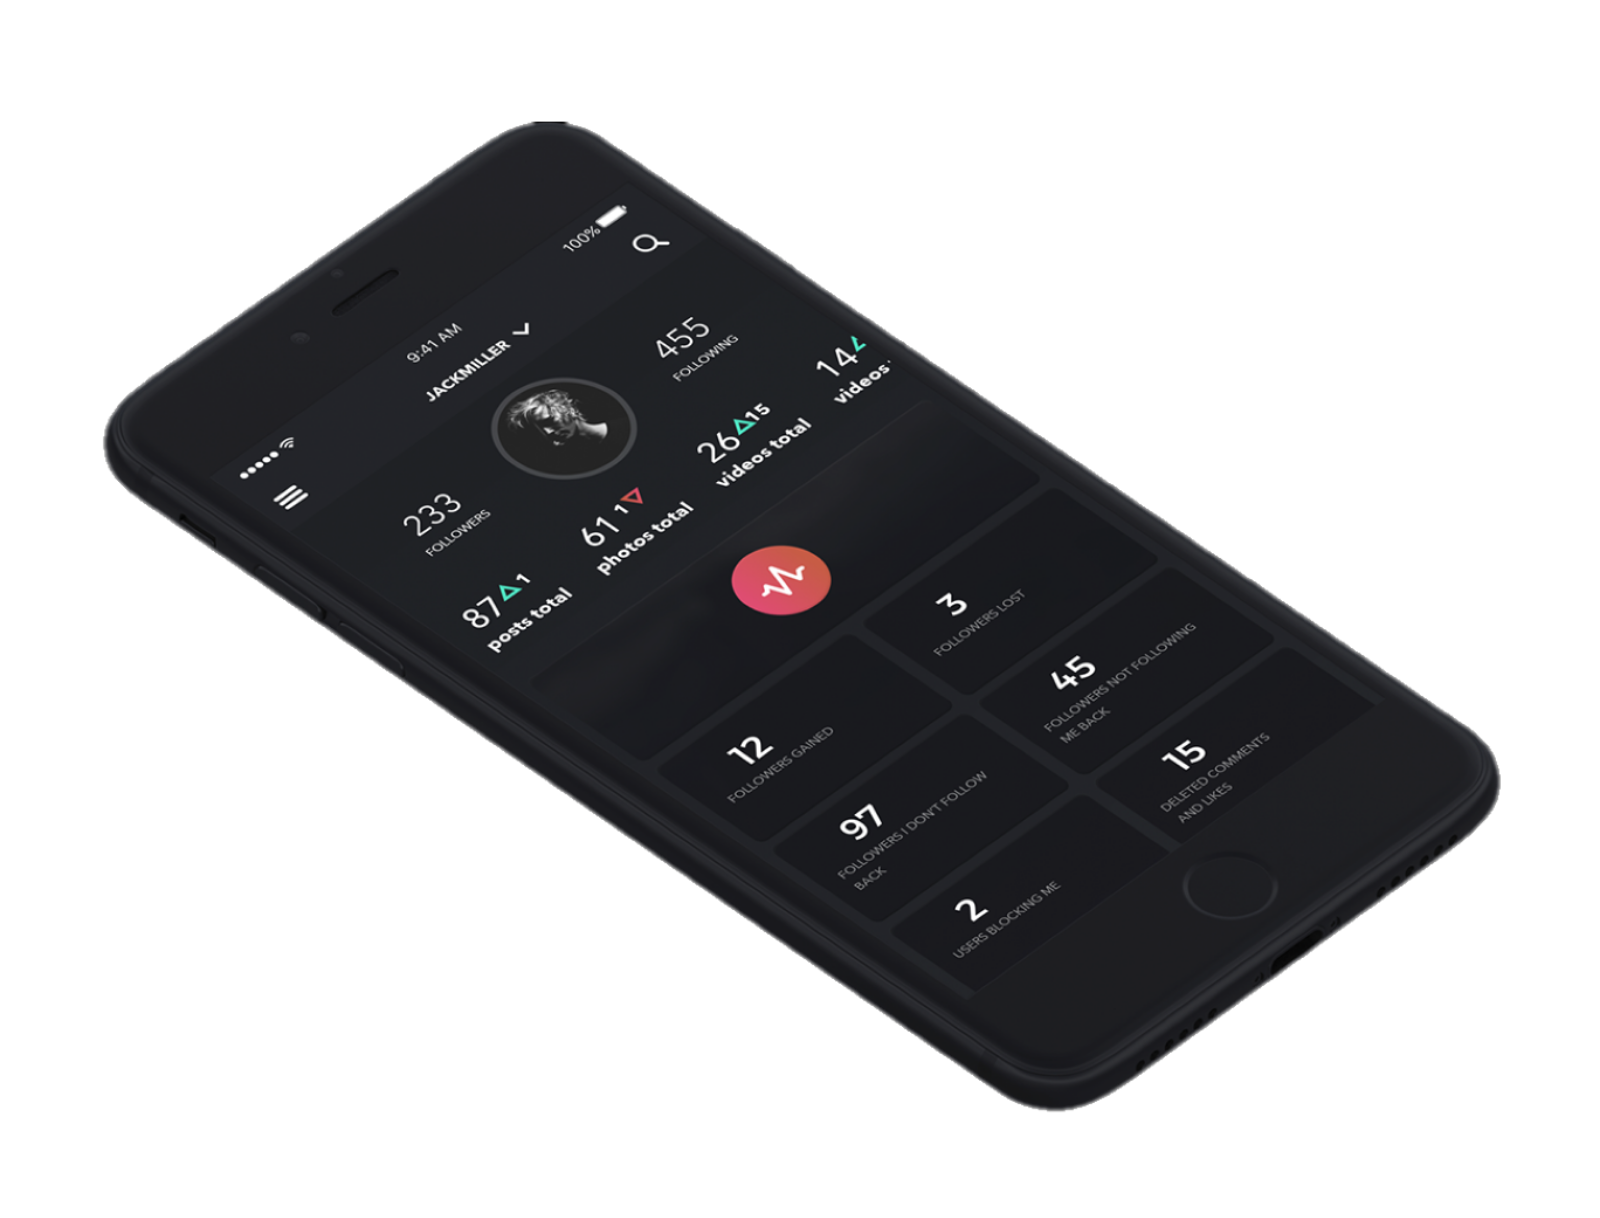 9:41 AM
100%
JACKMILLER
233
FOLLOWERS
455
FOLLOWING
87 1
posts total
61 1
photos total
26 15
videos total
14
videos
12
FOLLOWERS GAINED
3
FOLLOWERS LOST
97
FOLLOWERS I DON'T FOLLOW
BACK
45
FOLLOWERS NOT FOLLOWING
ME BACK
2
USERS BLOCKING ME
15
DELETED COMMENTS
AND LIKES